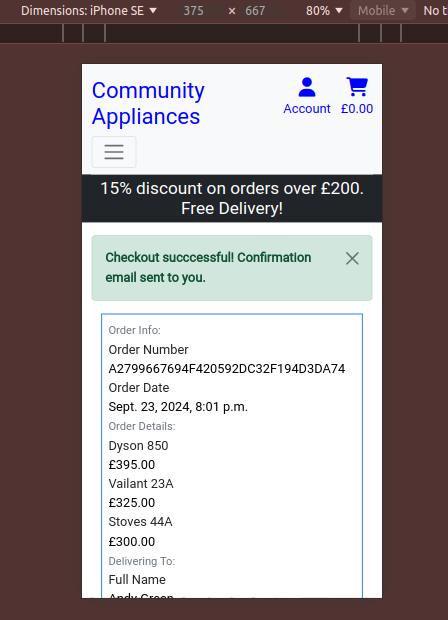 Dimensions: iPhone SE 375 × 667 80% Mobile No t
Community
Appliances
Account £0.00
15% discount on orders over £200.
Free Delivery!
Checkout succcessful! Confirmation
email sent to you.
Order Info:
Order Number
A2799667694F420592DC32F194D3DA74
Order Date
Sept. 23, 2024, 8:01 p.m.
Order Details:
Dyson 850
£395.00
Vailant 23A
£325.00
Stoves 44A
£300.00
Delivering To:
Full Name
Andy Green